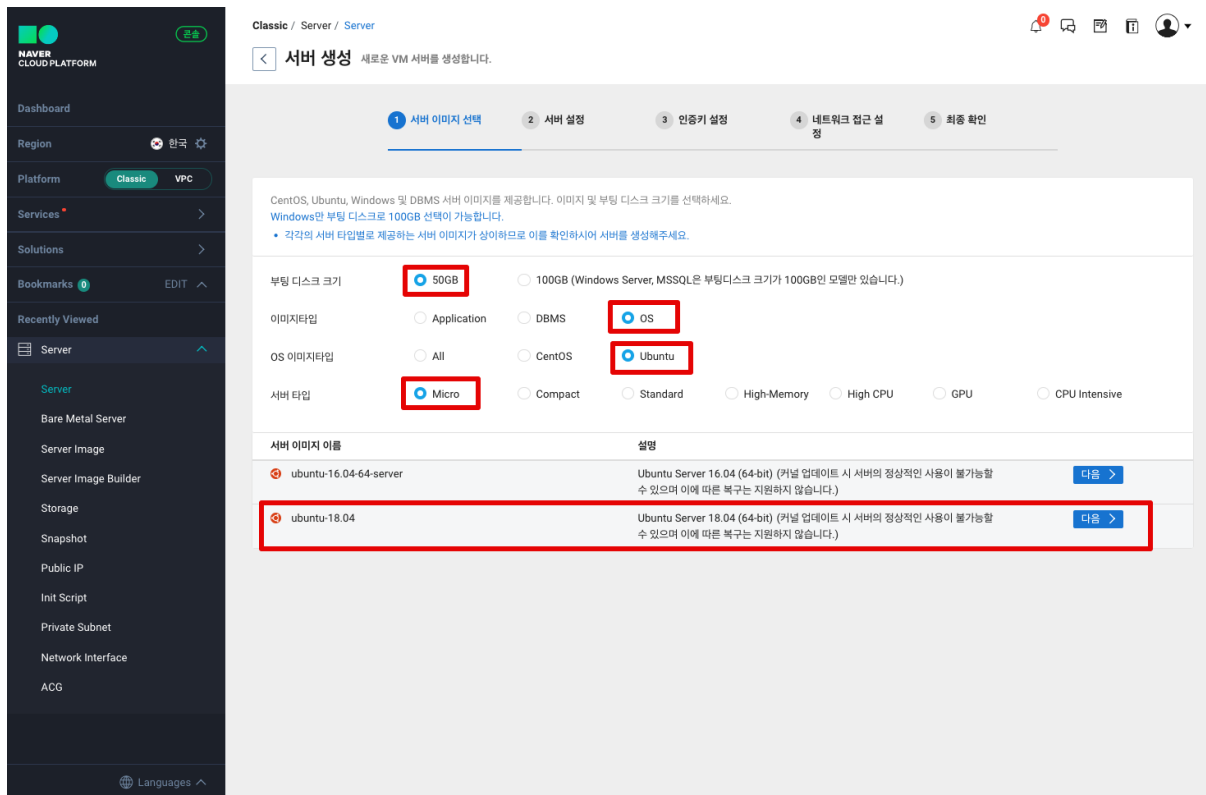 NAVER
CLOUD PLATFORM
콘솔
Dashboard
Region 한국
Platform Classic VPC
Services
Solutions
Bookmarks 0 EDIT
Recently Viewed
Server
Server
Bare Metal Server
Server Image
Server Image Builder
Storage
Snapshot
Public IP
Init Script
Private Subnet
Network Interface
ACG
Languages
Classic / Server / Server
0
서버 생성 새로운 VM 서버를 생성합니다.
1 서버 이미지 선택
2 서버 설정
3 인증키 설정
4 네트워크 접근 설
정
5 최종 확인
CentOS, Ubuntu, Windows 및 DBMS 서버 이미지를 제공합니다. 이미지 및 부팅 디스크 크기를 선택하세요.
Windows만 부팅 디스크로 100GB 선택이 가능합니다.
• 각각의 서버 타입별로 제공하는 서버 이미지가 상이하므로 이를 확인하시어 서버를 생성해주세요.
부팅 디스크 크기 50GB 100GB (Windows Server, MSSQL은 부팅디스크 크기가 100GB인 모델만 있습니다.)
이미지타입 Application DBMS OS
OS 이미지타입 All CentOS Ubuntu
서버 타입 Micro Compact Standard High-Memory High CPU GPU CPU Intensive
서버 이미지 이름 설명
ubuntu-16.04-64-server Ubuntu Server 16.04 (64-bit) (커널 업데이트 시 서버의 정상적인 사용이 불가능할 다음
수 있으며 이에 따른 복구는 지원하지 않습니다.)
ubuntu-18.04 Ubuntu Server 18.04 (64-bit) (커널 업데이트 시 서버의 정상적인 사용이 불가능할 다음
수 있으며 이에 따른 복구는 지원하지 않습니다.)